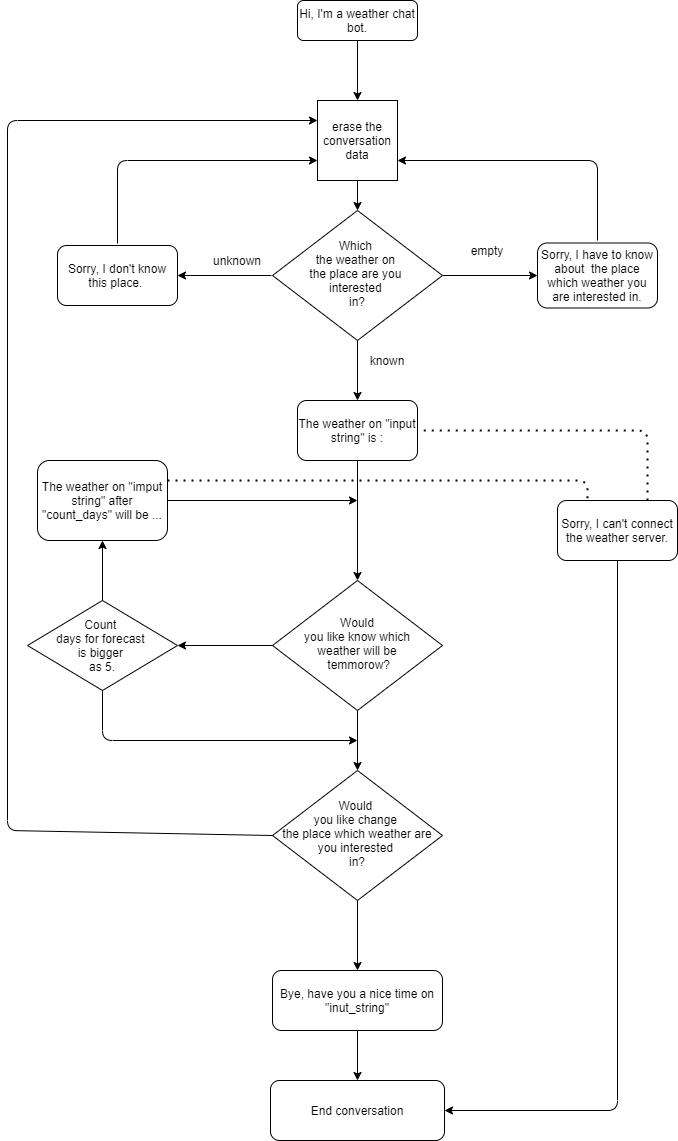 Hi, I'm a weather chat
bot.
erase the
conversation
data
Which
the weather on
the place are you
interested
in?
unknown
empty
Sorry, I don't know
this place.
Sorry, I have to know
about the place
which weather you
are interested in.
known
The weather on "input
string" is :
The weather on "imput
string" after
"count_days" will be ...
Sorry, I can't connect
the weather server.
Count
days for forecast
is bigger
as 5.
Would
you like know which
weather will be
temmorow?
Would
you like change
the place which weather are
you interested
in?
Bye, have you a nice time on
"inut_string"
End conversation